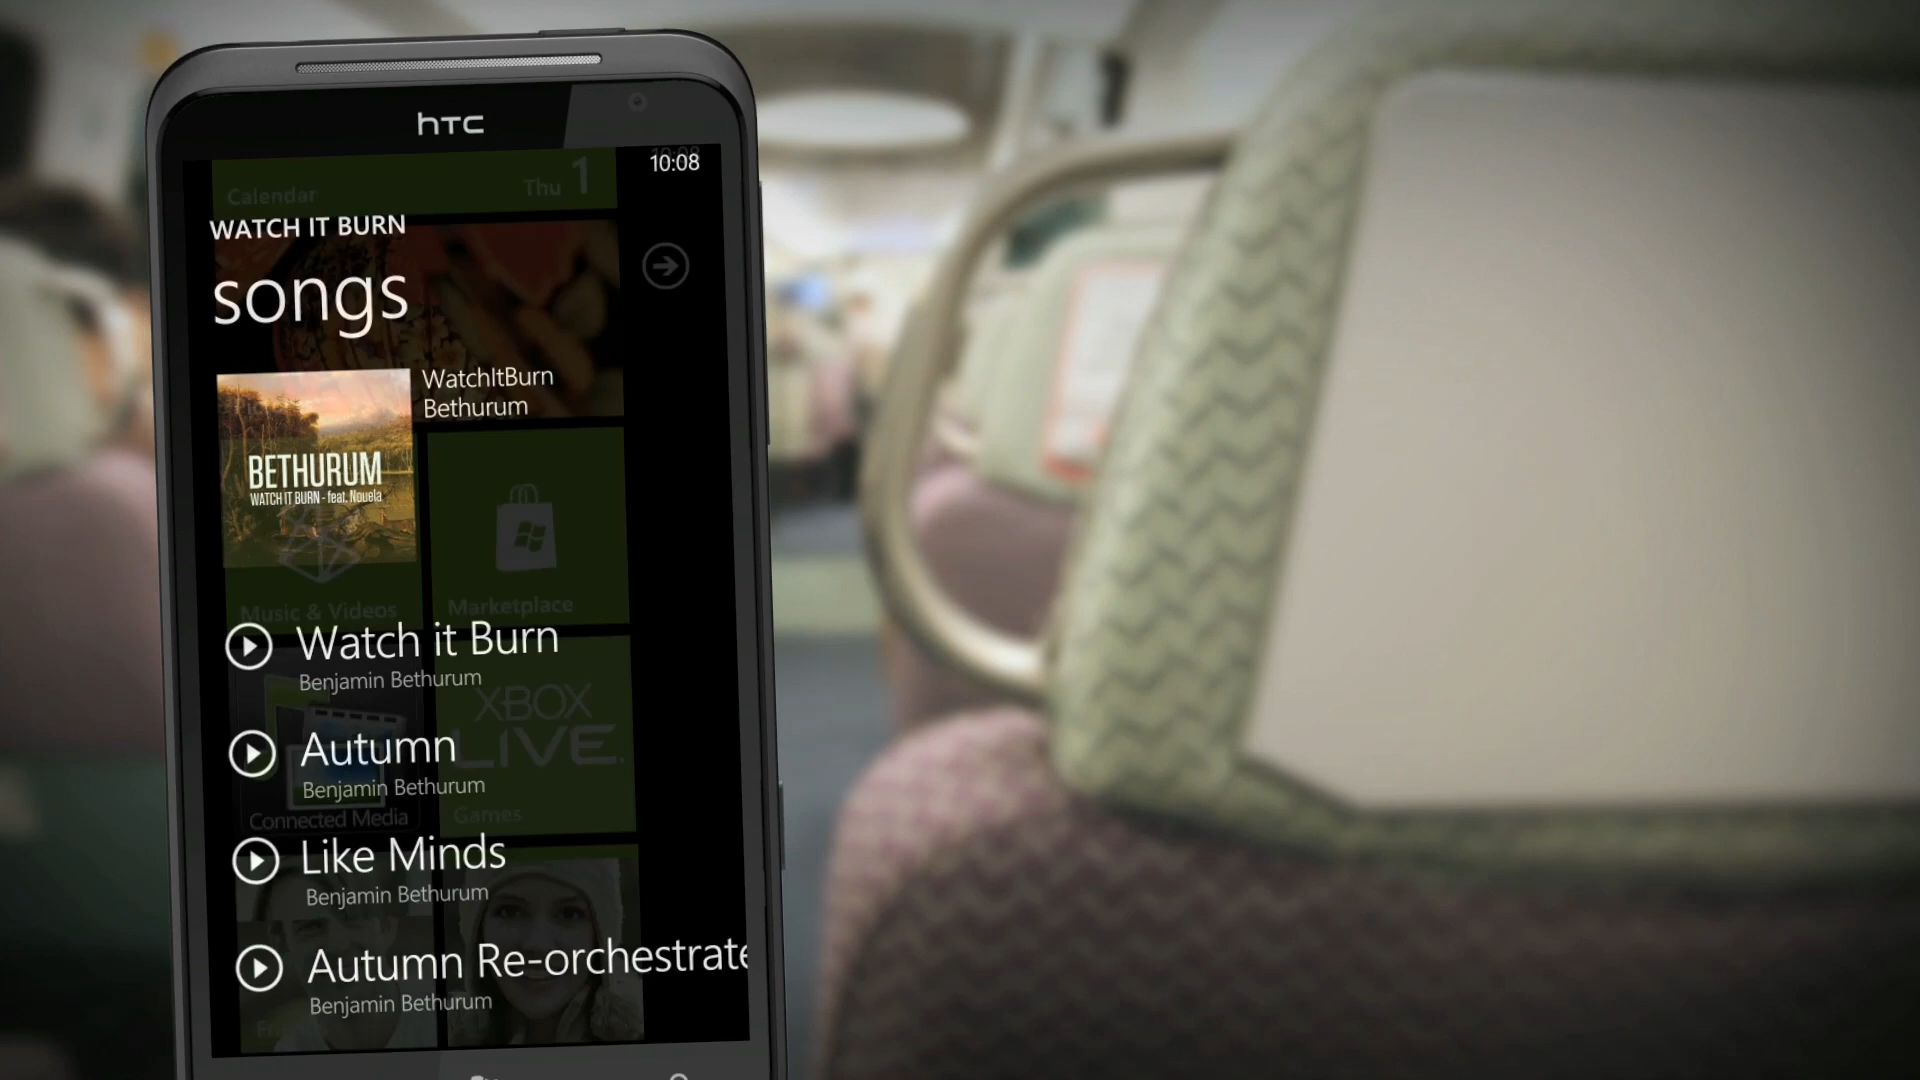 htc
10:08
Calendar
Thu 1
WATCH IT BURN
songs
WatchItBurn
Bethurum
BETHURUM
WATCH IT BURN - feat. Nouela
Music & Videos
Marketplace
Watch it Burn
Benjamin Bethurum
XBOX
LIVE.
Autumn
Benjamin Bethurum
Connected Media
Games
Like Minds
Benjamin Bethurum
Autumn Re-orchestrate
Benjamin Bethurum